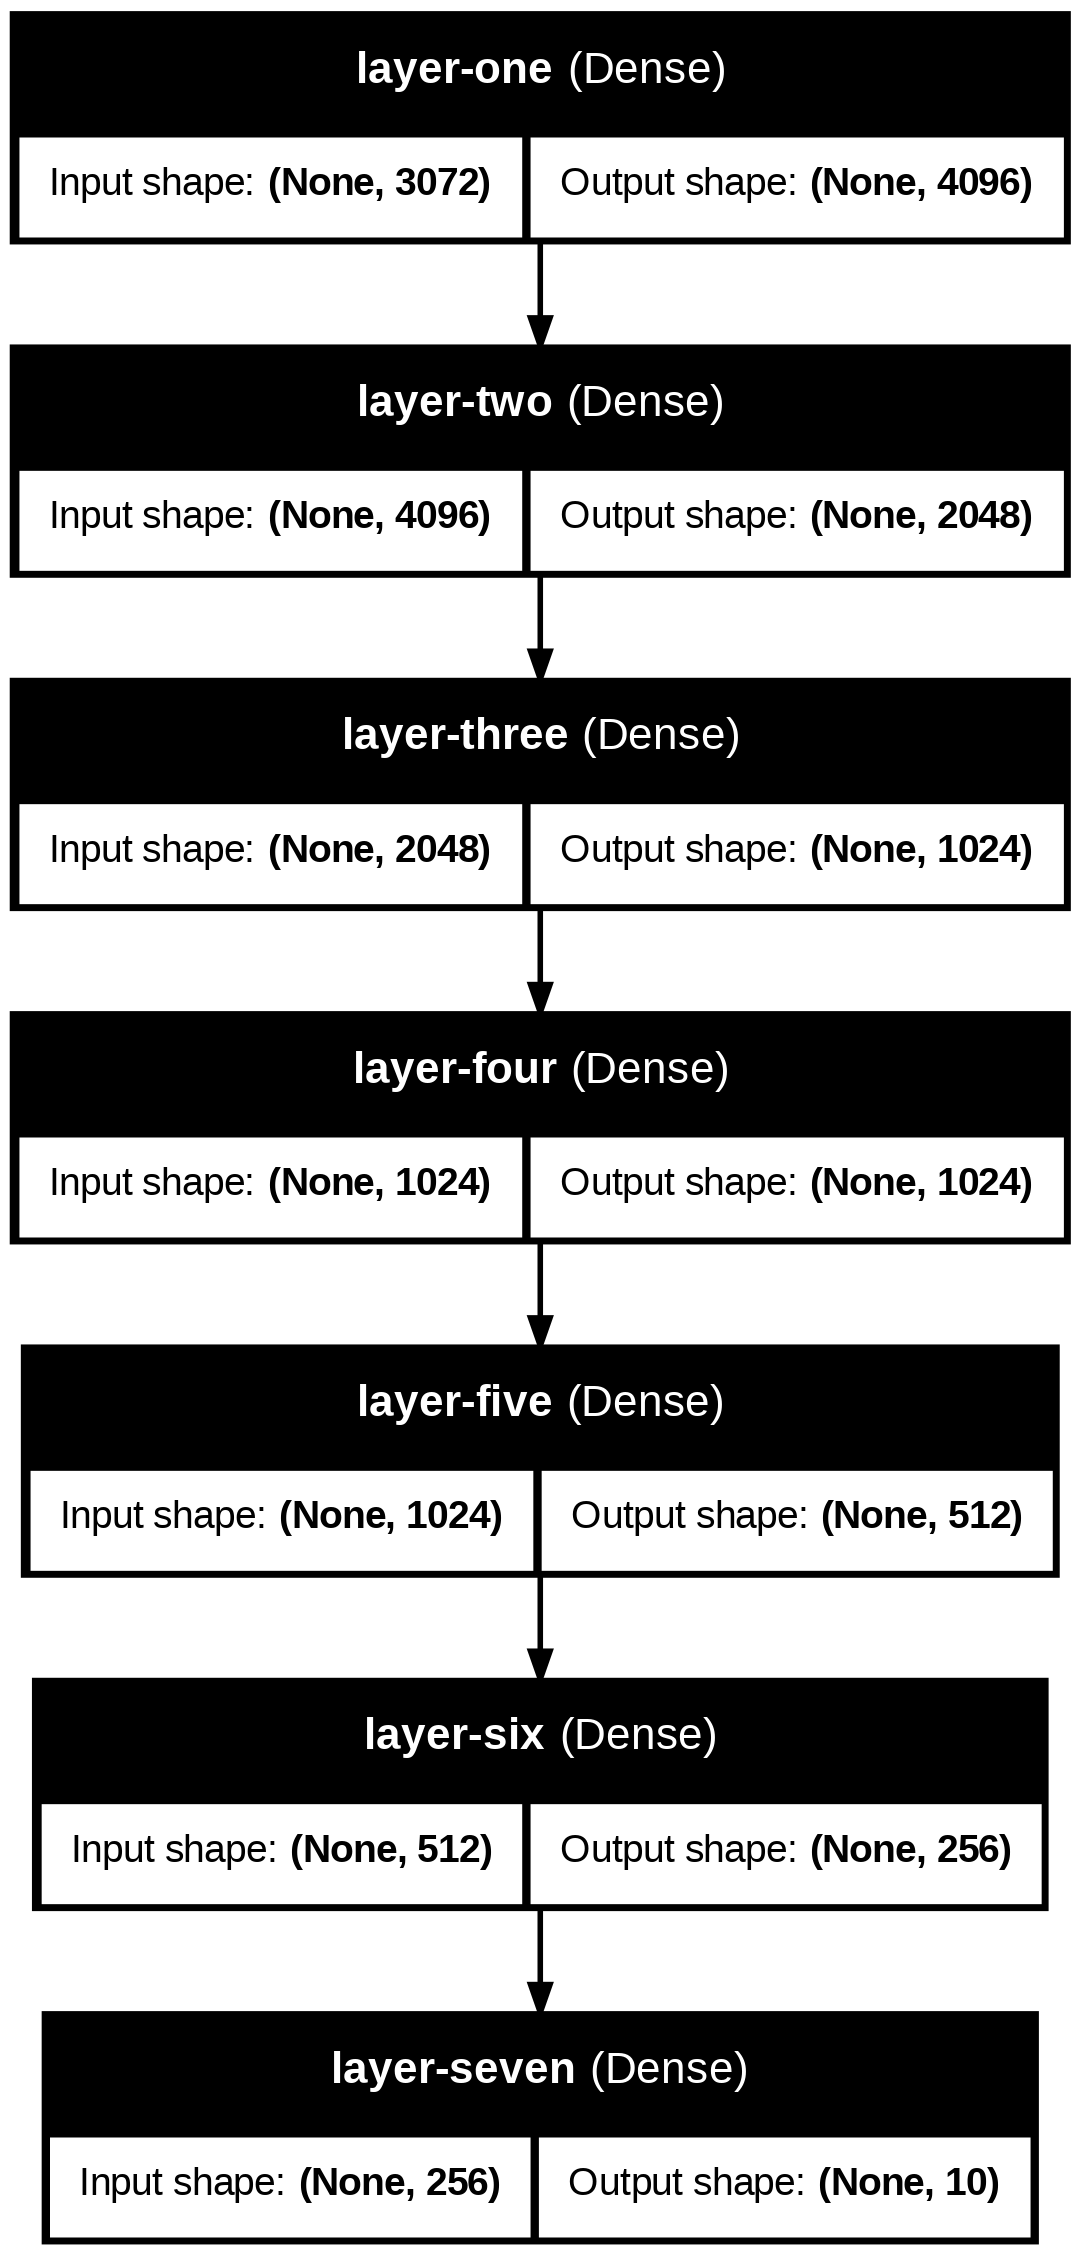 layer-one (Dense)
Input shape: (None, 3072) Output shape: (None, 4096)
layer-two (Dense)
Input shape: (None, 4096) Output shape: (None, 2048)
layer-three (Dense)
Input shape: (None, 2048) Output shape: (None, 1024)
layer-four (Dense)
Input shape: (None, 1024) Output shape: (None, 1024)
layer-five (Dense)
Input shape: (None, 1024) Output shape: (None, 512)
layer-six (Dense)
Input shape: (None, 512) Output shape: (None, 256)
layer-seven (Dense)
Input shape: (None, 256) Output shape: (None, 10)